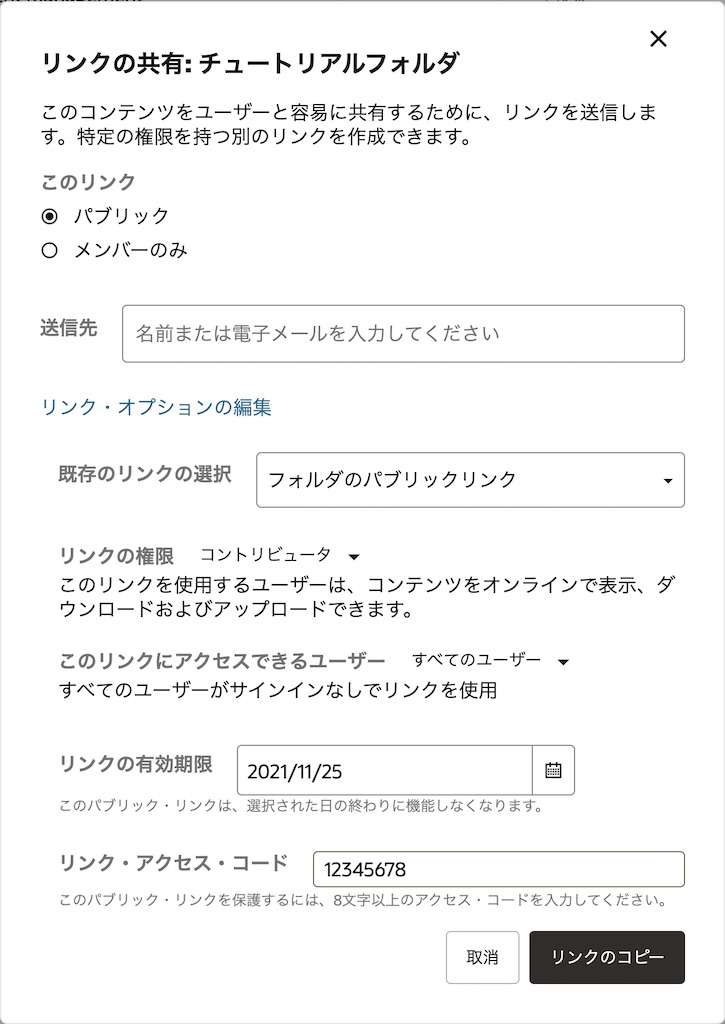 リンクの共有: チュートリアルフォルダ
このコンテンツをユーザーと容易に共有するために、リンクを送信しま
す。特定の権限を持つ別のリンクを作成できます。
このリンク
パブリック
メンバーのみ
送信先
名前または電子メールを入力してください
リンク・オプションの編集
既存のリンクの選択 フォルダのパブリックリンク
リンクの権限 コントリビュータ
このリンクを使用するユーザーは、コンテンツをオンラインで表示、ダ
ウンロードおよびアップロードできます。
このリンクにアクセスできるユーザー すべてのユーザー
すべてのユーザーがサインインなしでリンクを使用
リンクの有効期限 2021/11/25
このパブリック・リンクは、選択された日の終わりに機能しなくなります。
リンク・アクセス・コード 12345678
このパブリック・リンクを保護するには、8文字以上のアクセス・コードを入力してください。
取消 リンクのコピー